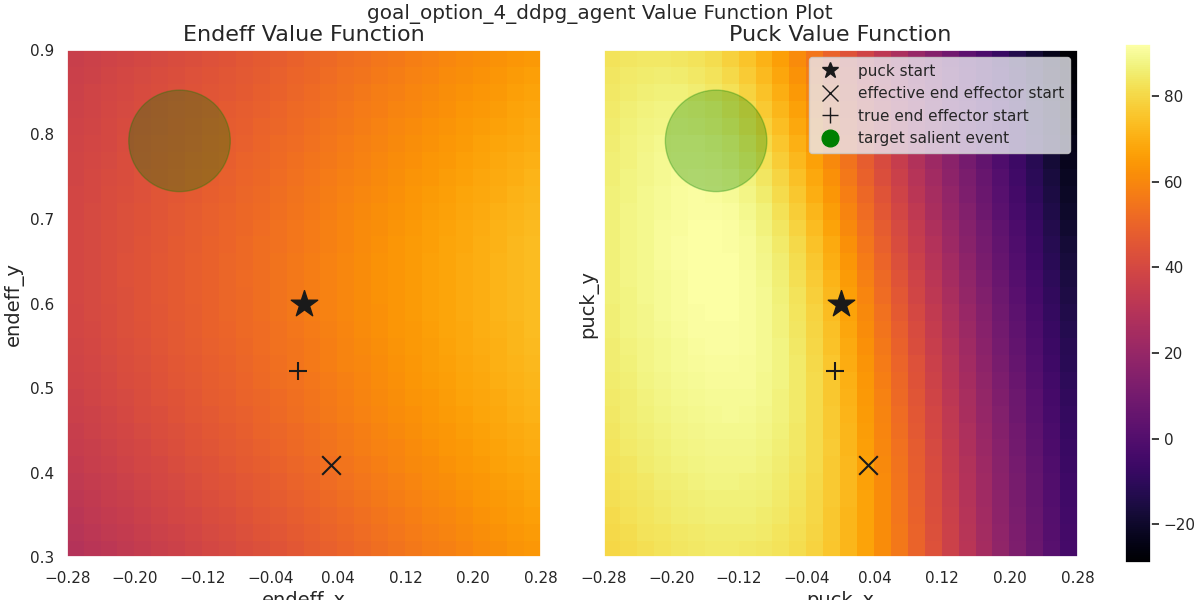 goal_option_4_ddpg_agent Value Function Plot
Endeff Value Function
Puck Value Function
0.9
0.8
0.7
0.6
0.5
0.4
0.3
endeff_y
−0.28 −0.20 −0.12 −0.04 0.04 0.12 0.20 0.28
endeff_x
puck start
effective end effector start
true end effector start
target salient event
puck_y
−0.28 −0.20 −0.12 −0.04 0.04 0.12 0.20 0.28
puck_x
80
60
40
20
0
−20